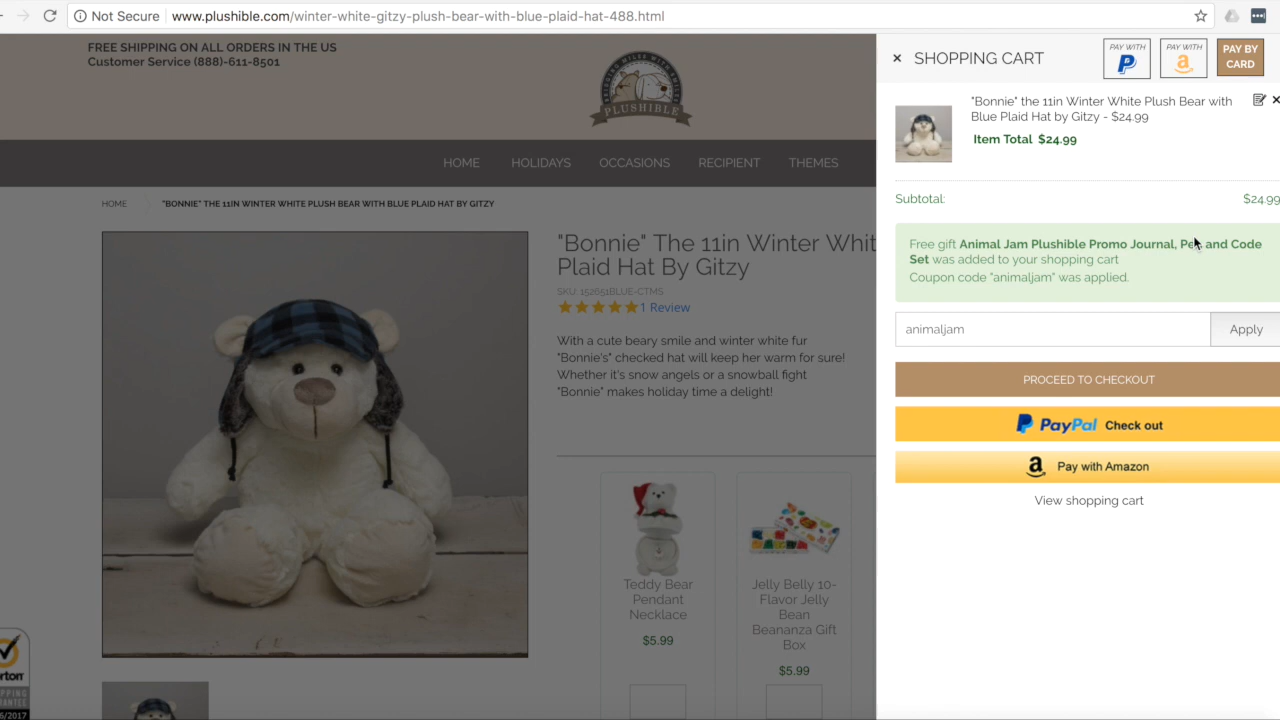 Not Secure www.plushible.com/winter-white-gitzy-plush-bear-with-blue-plaid-hat-488.html
FREE SHIPPING ON ALL ORDERS IN THE US
Customer Service (888)-611-8501
PLUSHIBLE
HOME HOLIDAYS OCCASIONS RECIPIENT THEMES
HOME "BONNIE" THE 11IN WINTER WHITE PLUSH BEAR WITH BLUE PLAID HAT BY GITZY
"Bonnie" The 11in Winter Whit
Plaid Hat By Gitzy
SKU: 152651BLUE-CTMS
1 Review
With a cute beary smile and winter white fur
"Bonnie's" checked hat will keep her warm for sure!
Whether it's snow angels or a snowball fight
"Bonnie" makes holiday time a delight!
Teddy Bear
Pendant
Necklace
$5.99
Jelly Belly 10-
Flavor Jelly
Bean
Beananza Gift
Box
$5.99
rton
PPING
6/2017
× SHOPPING CART
PAY WITH
P
PAY WITH
a
PAY BY
CARD
"Bonnie" the 11in Winter White Plush Bear with
Blue Plaid Hat by Gitzy - $24.99
Item Total $24.99
Subtotal: $24.99
Free gift Animal Jam Plushible Promo Journal, Pen and Code
Set was added to your shopping cart
Coupon code "animaljam" was applied.
animaljam Apply
PROCEED TO CHECKOUT
PayPal Check out
a Pay with Amazon
View shopping cart